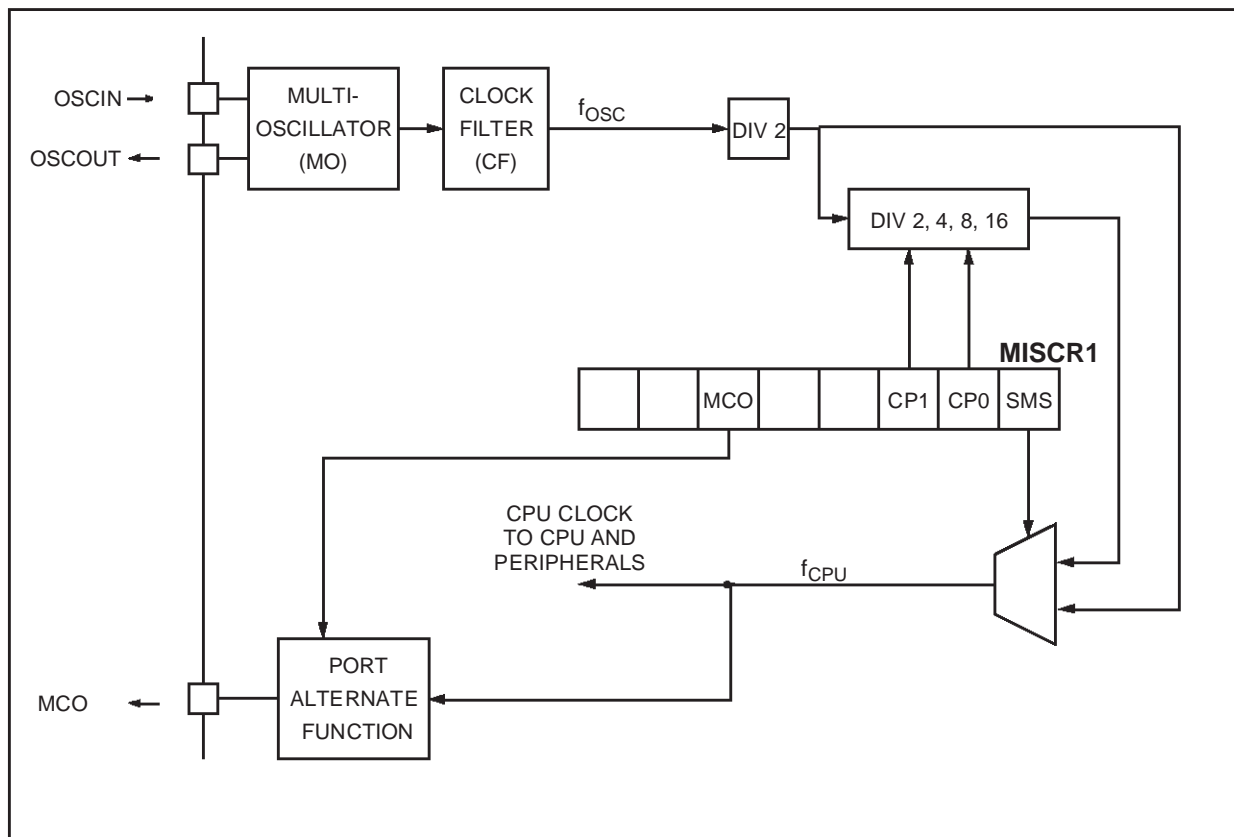 OSCIN
OSCOUT
MULTI-
OSCILLATOR
(MO)
CLOCK
FILTER
(CF)
fOSC
DIV 2
DIV 2, 4, 8, 16
MISCR1
MCO
CP1
CP0
SMS
CPU CLOCK
TO CPU AND
PERIPHERALS
fCPU
PORT
ALTERNATE
FUNCTION
MCO